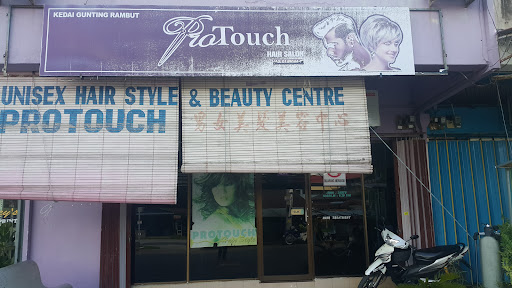 KEDAI GUNTING RAMBUT
ProTouch
HAIR SALON
UNISEX HAIR STYLE & BEAUTY CENTRE
PROTOUCH
男女美髮美容中心
PROTOUCH